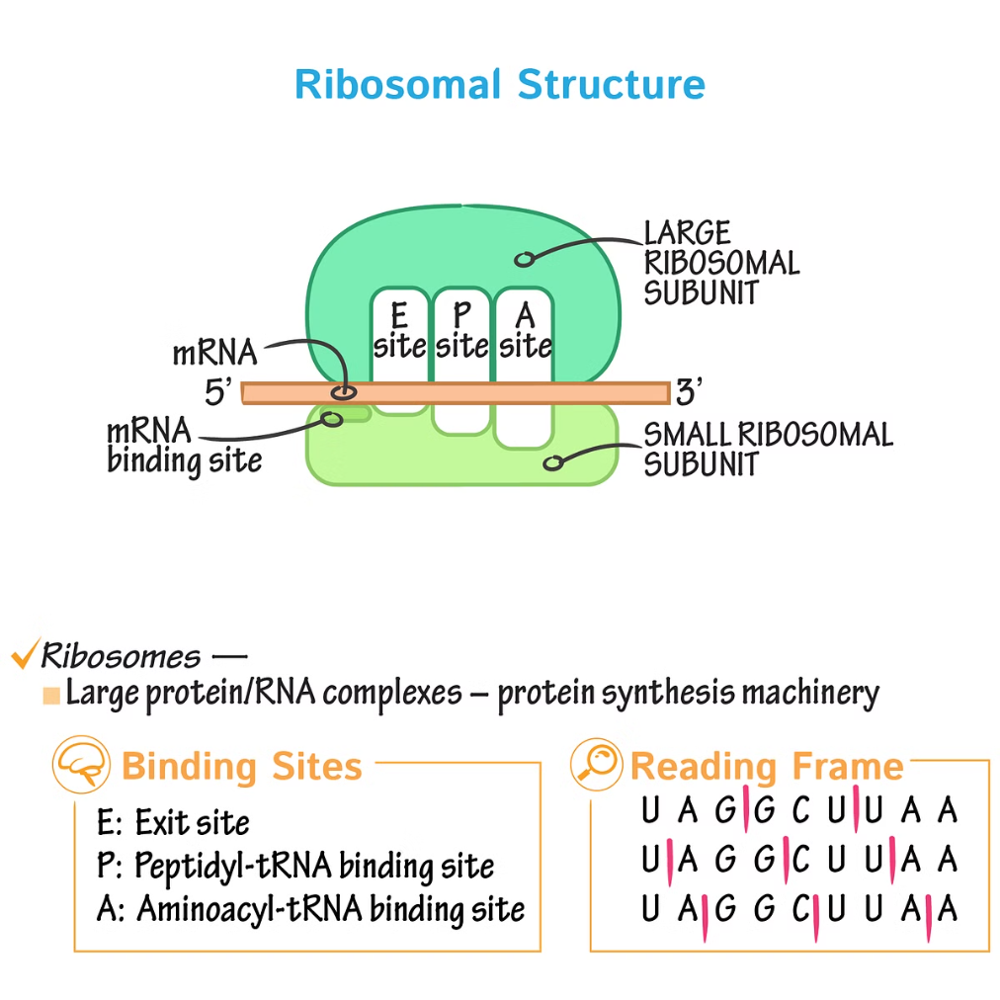 Ribosomal Structure
LARGE
RIBOSOMAL
SUBUNIT
E
site
P
site
A
site
mRNA
5’
3’
mRNA
binding site
SMALL RIBOSOMAL
SUBUNIT
Ribosomes —
Large protein/RNA complexes – protein synthesis machinery
Binding Sites
E: Exit site
P: Peptidyl-tRNA binding site
A: Aminoacyl-tRNA binding site
Reading Frame
U A G | G C U | U A A
U | A G G | C U U | A A
U A | G G C | U U A | A